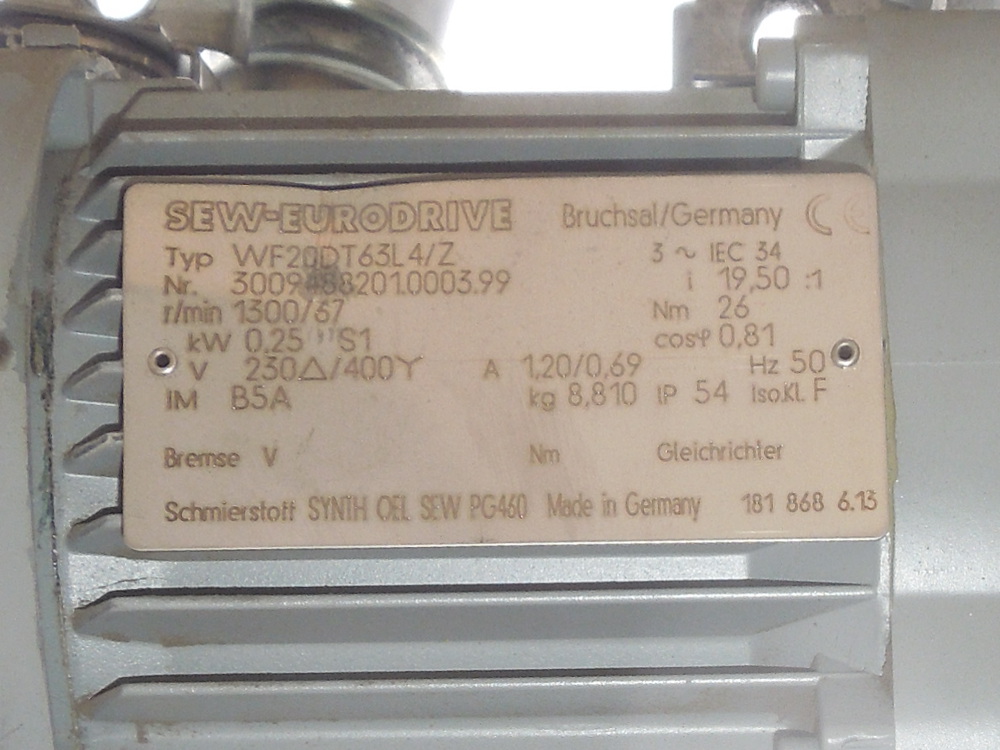 SEW-EURODRIVE Bruchsal/Germany CE
Typ WF20DT63L4/Z 3 ~ IEC 34
Nr. 3009488201.0003.99 i 19,50 :1
r/min 1300/67 Nm 26
kW 0,25 S1 cosφ 0,81
V 230△/400Y A 1,20/0,69 Hz 50
IM B5A kg 8,810 IP 54 Iso.Kl. F
Bremse V Nm Gleichrichter
Schmierstoff SYNTH OEL SEW PG460 Made in Germany 181 868 6.13